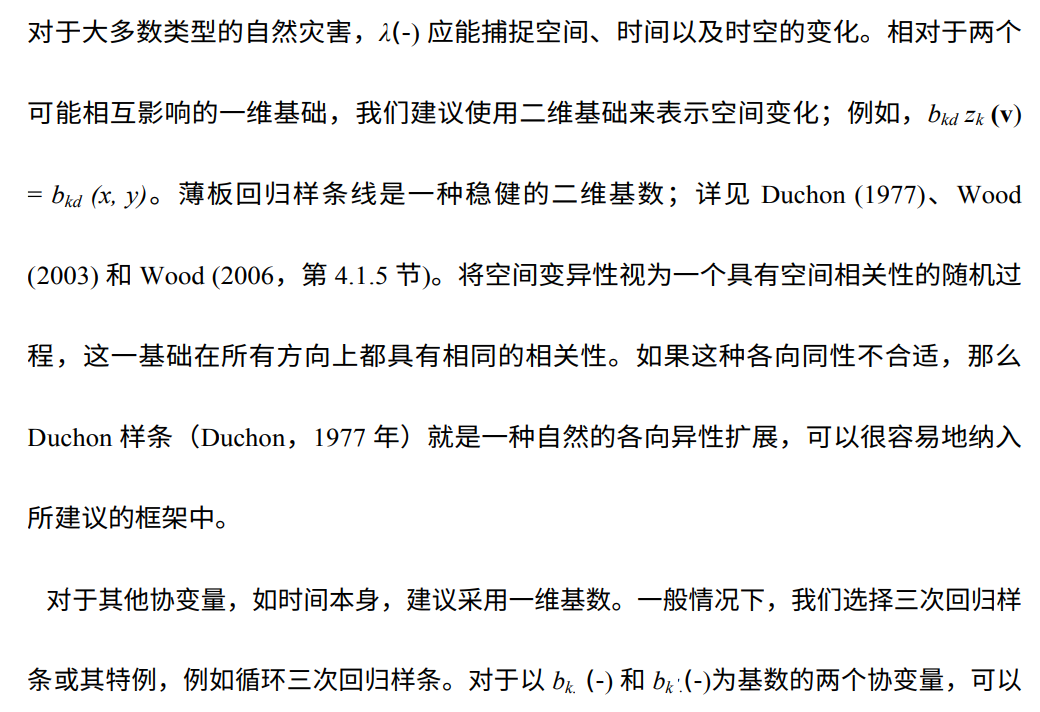 对于大多数类型的自然灾害，λ(-) 应能捕捉空间、时间以及时空的变化。相对于两个
可能相互影响的一维基础，我们建议使用二维基础来表示空间变化；例如，bkd zk (v)
= bkd (x, y)。薄板回归样条线是一种稳健的二维基数；详见 Duchon (1977)、Wood
(2003) 和 Wood (2006，第 4.1.5 节)。将空间变异性视为一个具有空间相关性的随机过
程，这一基础在所有方向上都具有相同的相关性。如果这种各向同性不合适，那么
Duchon 样条（Duchon，1977 年）就是一种自然的各向异性扩展，可以很容易地纳入
所建议的框架中。
对于其他协变量，如时间本身，建议采用一维基数。一般情况下，我们选择三次回归样
条或其特例，例如循环三次回归样条。对于以 bk. (-) 和 bk'.(-)为基数的两个协变量，可以